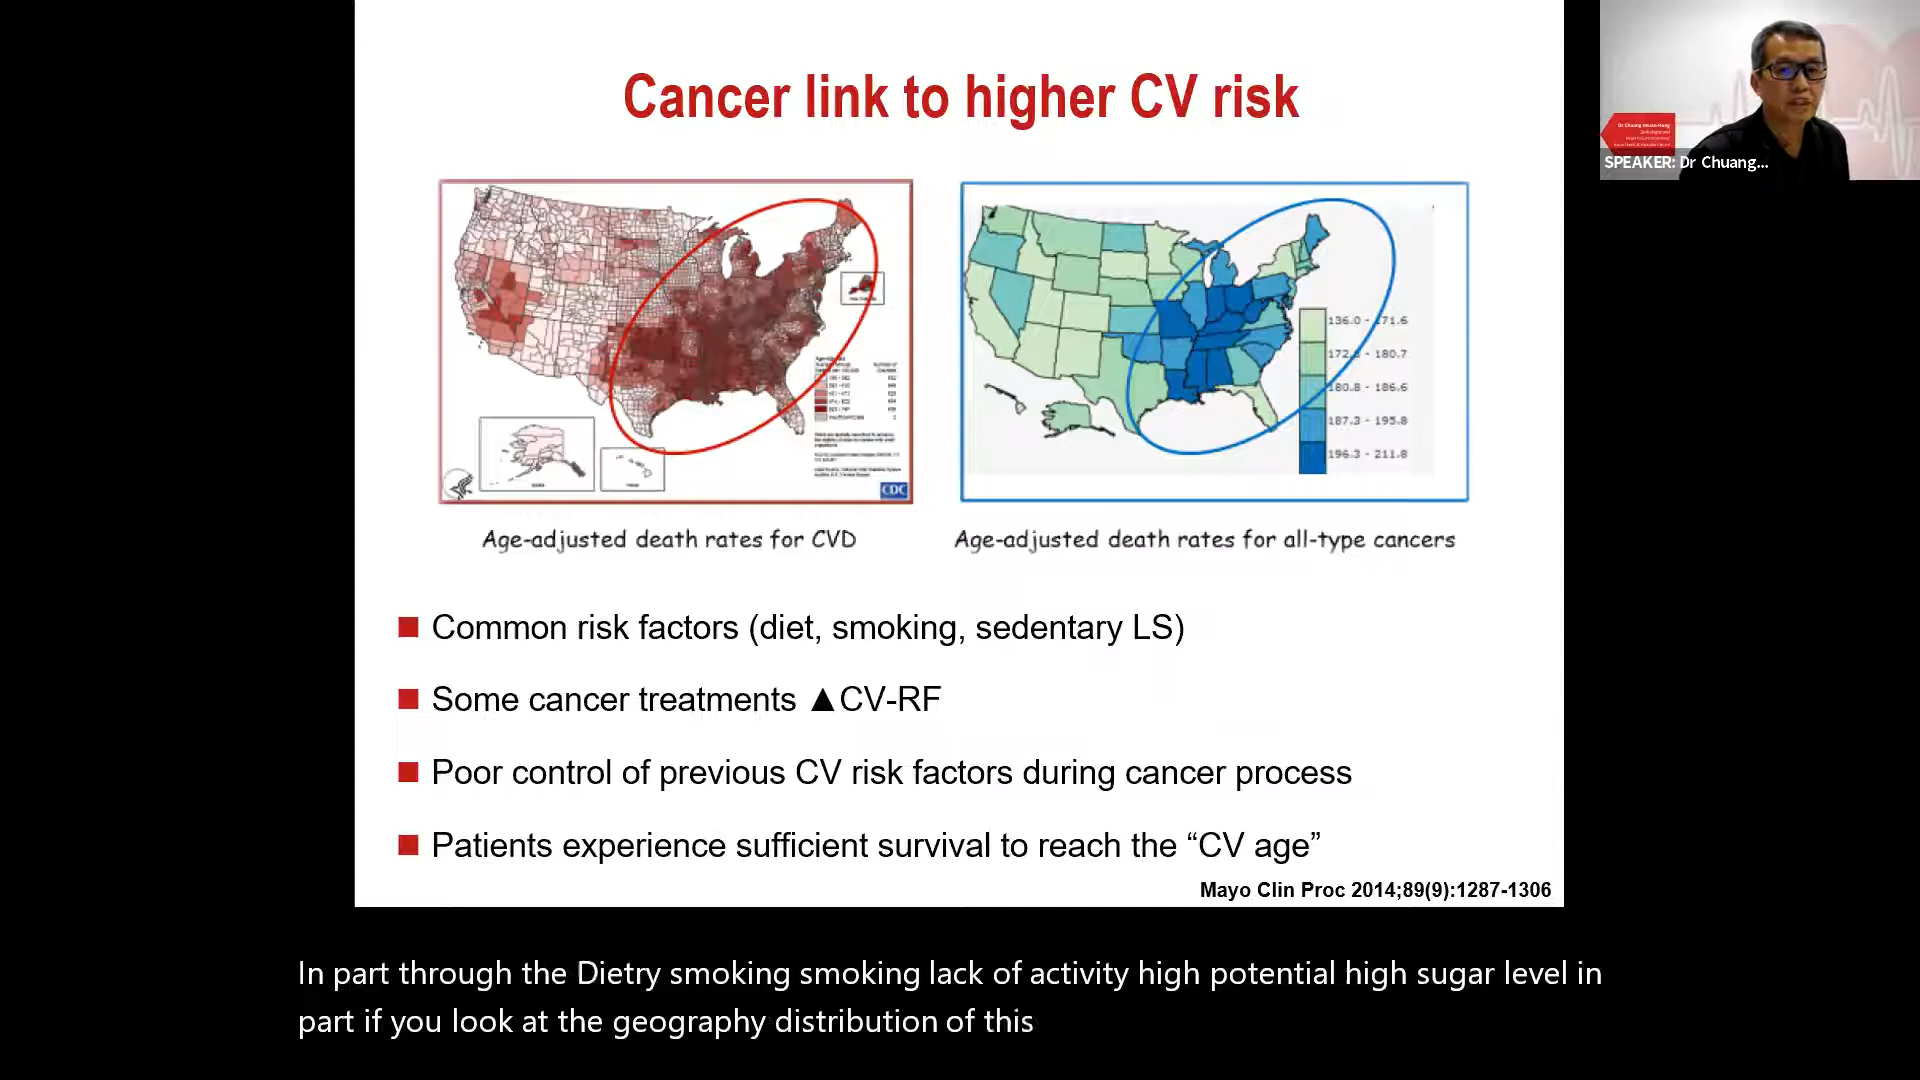 Cancer link to higher CV risk
SPEAKER: Dr Chuang...
CDC
136.0 - 171.6
172.8 - 180.7
180.8 - 186.6
187.3 - 195.8
196.3 - 211.8
Age-adjusted death rates for CVD
Age-adjusted death rates for all-type cancers
Common risk factors (diet, smoking, sedentary LS)
Some cancer treatments ▲CV-RF
Poor control of previous CV risk factors during cancer process
Patients experience sufficient survival to reach the “CV age”
Mayo Clin Proc 2014;89(9):1287-1306
In part through the Dietry smoking smoking lack of activity high potential high sugar level in
part if you look at the geography distribution of this